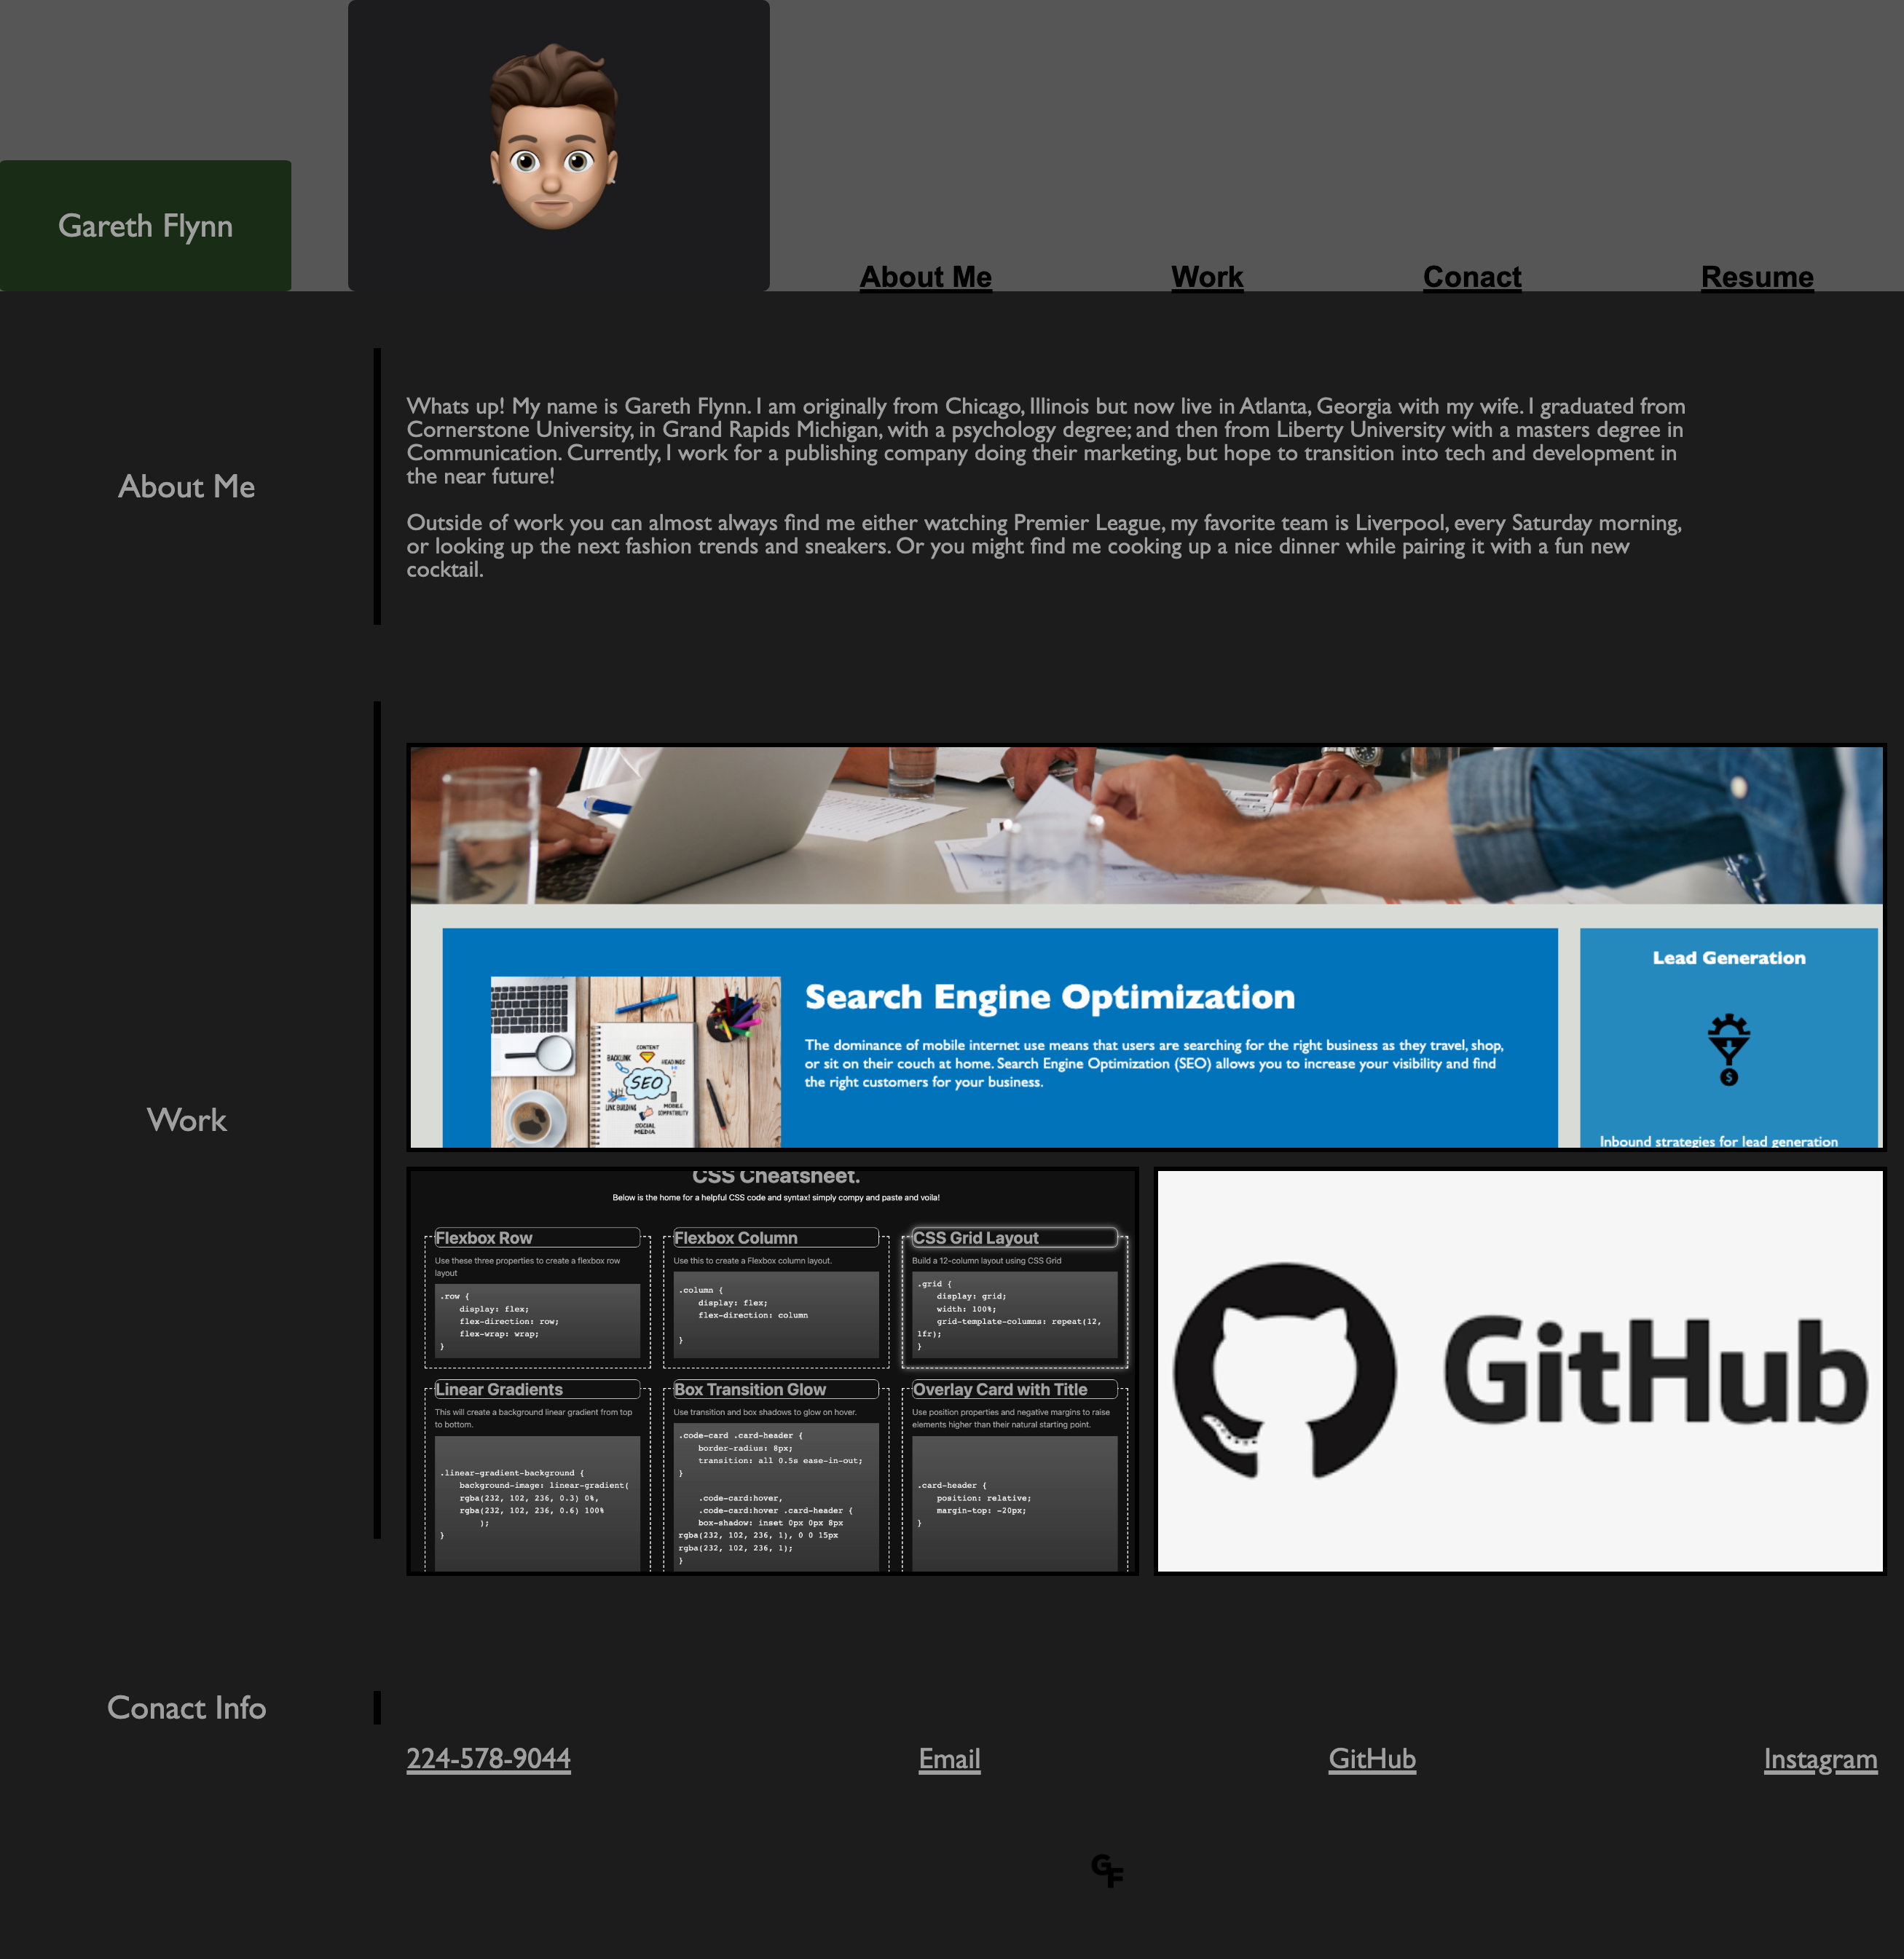 Gareth Flynn
About Me
Work
Conact
Resume
About Me
Whats up! My name is Gareth Flynn. I am originally from Chicago, Illinois but now live in Atlanta, Georgia with my wife. I graduated from
Cornerstone University, in Grand Rapids Michigan, with a psychology degree; and then from Liberty University with a masters degree in
Communication. Currently, I work for a publishing company doing their marketing, but hope to transition into tech and development in
the near future!
Outside of work you can almost always find me either watching Premier League, my favorite team is Liverpool, every Saturday morning,
or looking up the next fashion trends and sneakers. Or you might find me cooking up a nice dinner while pairing it with a fun new
cocktail.
Work
CONTENT
BACKLINK
HEADINGS
SEO
LINK BUILDING
MOBILE
COMPATIBILITY
SOCIAL
MEDIA
Search Engine Optimization
The dominance of mobile internet use means that users are searching for the right business as they travel, shop,
or sit on their couch at home. Search Engine Optimization (SEO) allows you to increase your visibility and find
the right customers for your business.
Lead Generation
$
Inbound strategies for lead generation
CSS Cheatsheet.
Below is the home for a helpful CSS code and syntax! simply compy and paste and voila!
Flexbox Row
Use these three properties to create a flexbox row
layout
.row {
display: flex;
flex-direction: row;
flex-wrap: wrap;
}
Flexbox Column
Use this to create a Flexbox column layout.
.column {
display: flex;
flex-direction: column
}
CSS Grid Layout
Build a 12-column layout using CSS Grid
.grid {
display: grid;
width: 100%;
grid-template-columns: repeat(12,
1fr);
}
Linear Gradients
This will create a background linear gradient from top
to bottom.
.linear-gradient-background {
background-image: linear-gradient(
rgba(232, 102, 236, 0.3) 0%,
rgba(232, 102, 236, 0.6) 100%
);
}
Box Transition Glow
Use transition and box shadows to glow on hover.
.code-card .card-header {
border-radius: 8px;
transition: all 0.5s ease-in-out;
}
.code-card:hover,
.code-card:hover .card-header {
box-shadow: inset 0px 0px 8px
rgba(232, 102, 236, 1), 0 0 15px
rgba(232, 102, 236, 1);
}
Overlay Card with Title
Use position properties and negative margins to raise
elements higher than their natural starting point.
.card-header {
position: relative;
margin-top: -20px;
}
GitHub
Conact Info
224-578-9044
Email
GitHub
Instagram
GF